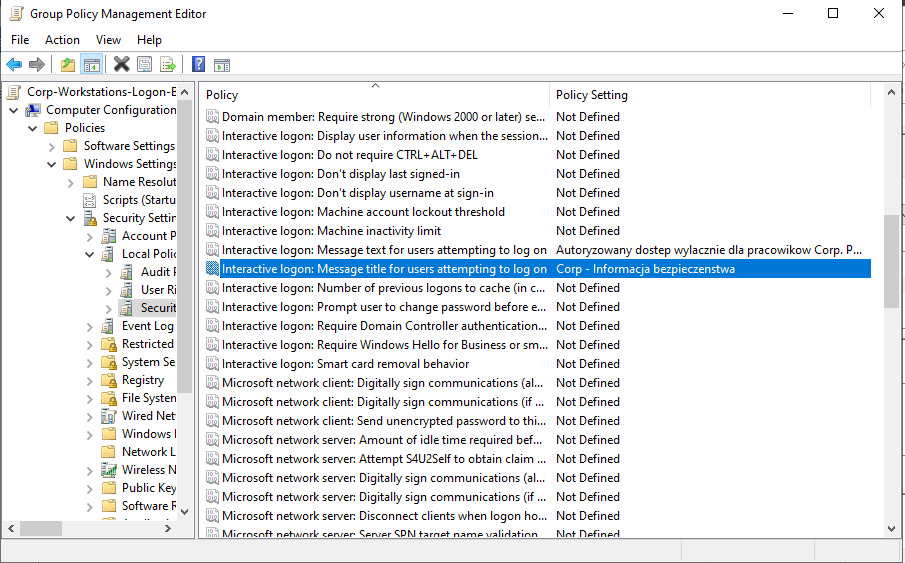 Group Policy Management Editor
File Action View Help
Corp-Workstations-Logon-E
Computer Configuration
Policies
Software Settings
Windows Settings
Name Resolut
Scripts (Startu
Security Settin
Account P
Local Polic
Audit P
User Ri
Securit
Event Log
Restricted
System Se
Registry
File System
Wired Net
Windows
Network L
Wireless N
Public Key
Software R
Policy Policy Setting
Domain member: Require strong (Windows 2000 or later) se... Not Defined
Interactive logon: Display user information when the session... Not Defined
Interactive logon: Do not require CTRL+ALT+DEL Not Defined
Interactive logon: Don't display last signed-in Not Defined
Interactive logon: Don't display username at sign-in Not Defined
Interactive logon: Machine account lockout threshold Not Defined
Interactive logon: Machine inactivity limit Not Defined
Interactive logon: Message text for users attempting to log on Autoryzowany dostep wylacznie dla pracowikow Corp. P...
Interactive logon: Message title for users attempting to log on Corp - Informacja bezpieczenstwa
Interactive logon: Number of previous logons to cache (in c... Not Defined
Interactive logon: Prompt user to change password before e... Not Defined
Interactive logon: Require Domain Controller authentication... Not Defined
Interactive logon: Require Windows Hello for Business or sm... Not Defined
Interactive logon: Smart card removal behavior Not Defined
Microsoft network client: Digitally sign communications (al... Not Defined
Microsoft network client: Digitally sign communications (if ... Not Defined
Microsoft network client: Send unencrypted password to thi... Not Defined
Microsoft network server: Amount of idle time required bef... Not Defined
Microsoft network server: Attempt S4U2Self to obtain claim ... Not Defined
Microsoft network server: Digitally sign communications (al... Not Defined
Microsoft network server: Digitally sign communications (if ... Not Defined
Microsoft network server: Disconnect clients when logon ho... Not Defined
Microsoft network server: Server SPN target name validation Not Defined